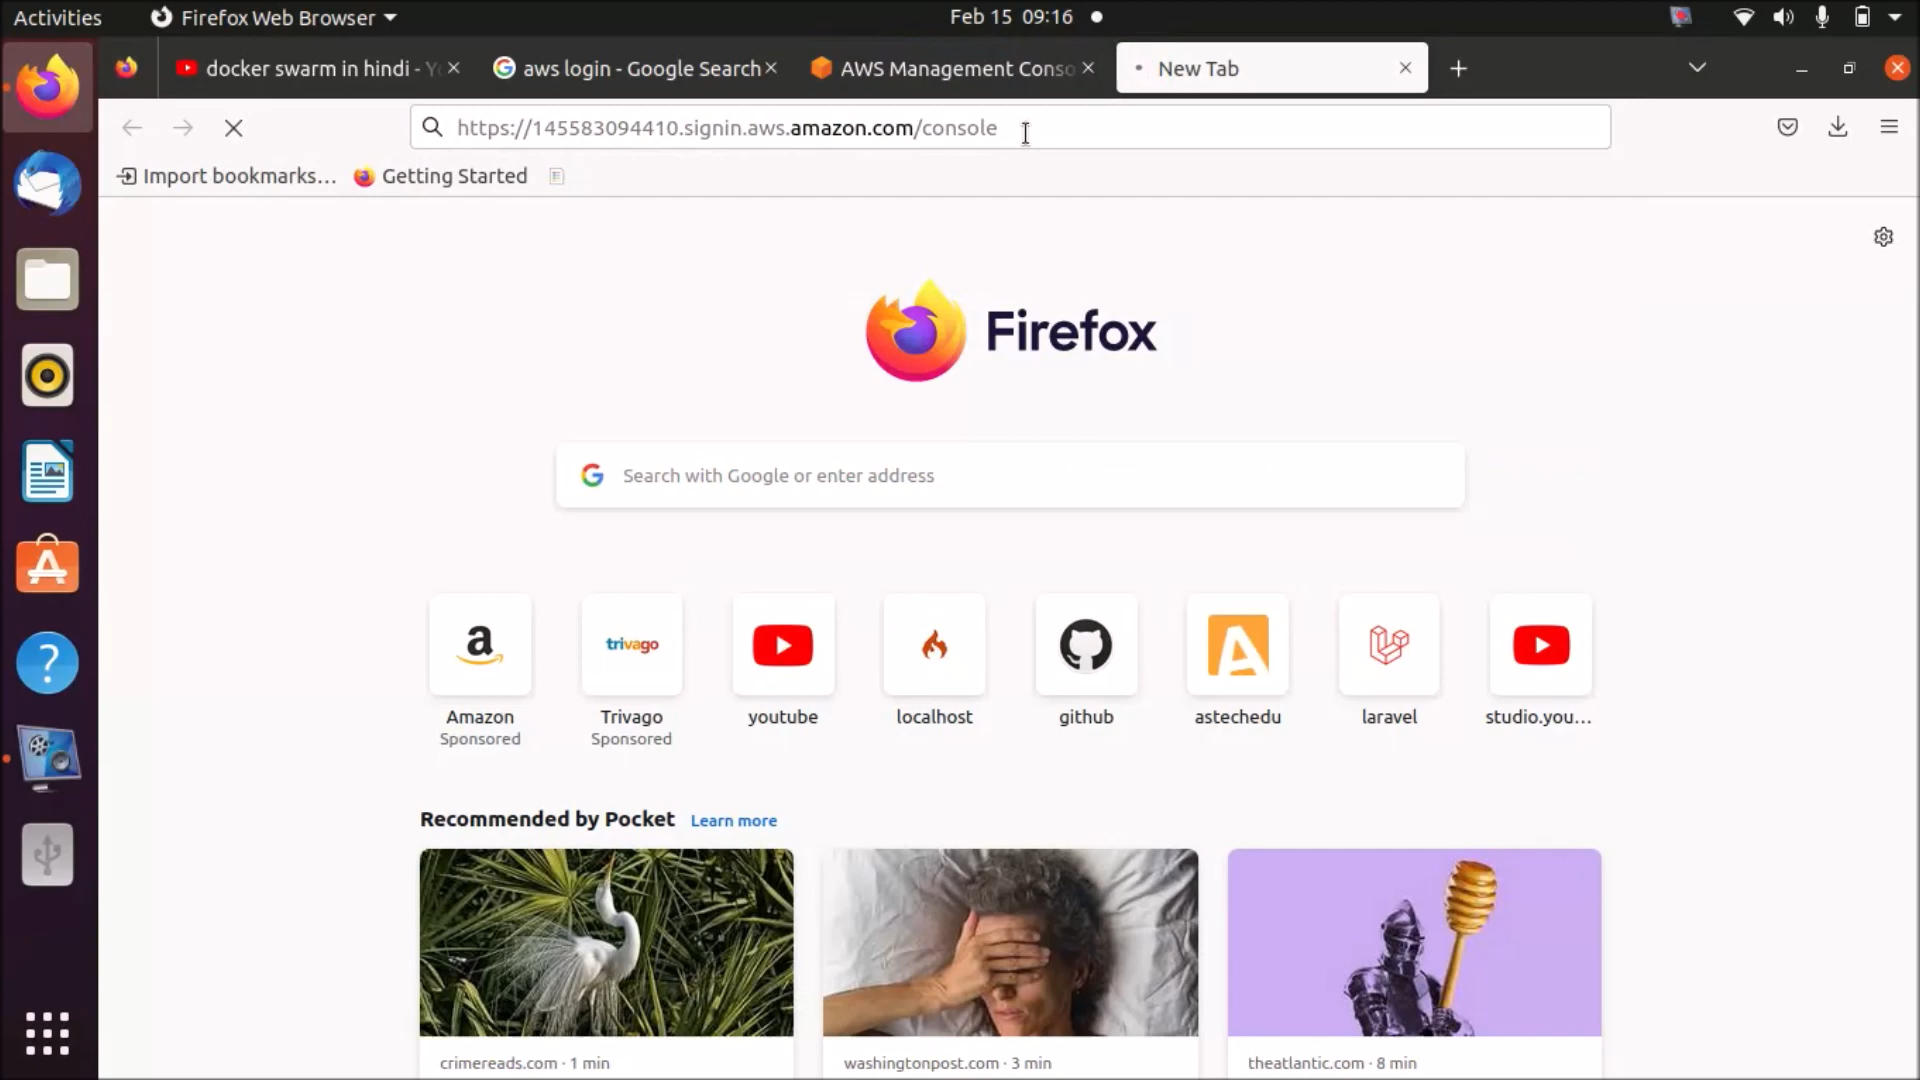 Activities
Firefox Web Browser
Feb 15 09:16
docker swarm in hindi - Y
aws login - Google Search
AWS Management Conso
New Tab
https://145583094410.signin.aws.amazon.com/console
Import bookmarks...
Getting Started
Firefox
Search with Google or enter address
a
trivago
Amazon
Sponsored
Trivago
Sponsored
youtube
localhost
github
astechedu
laravel
studio.you...
Recommended by Pocket
Learn more
crimereads.com · 1 min
washingtonpost.com · 3 min
theatlantic.com · 8 min